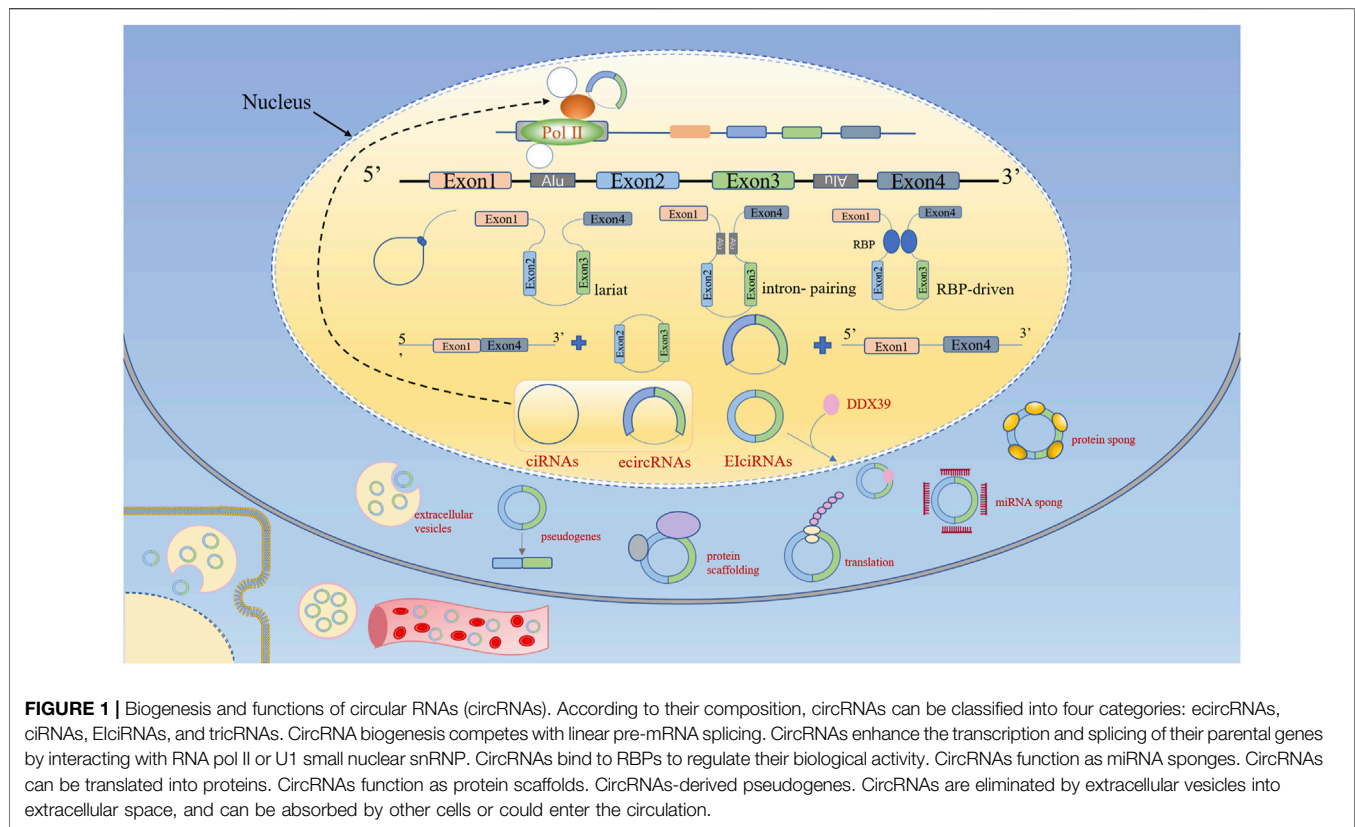 Nucleus
Pol II
5’ Exon1 Alu Exon2 Exon3 Alu Exon4 3’
Exon1 Exon4 Exon2 Exon3 lariat
Exon1 Exon4 Alu Alu Exon2 Exon3 intron- pairing
Exon1 Exon4 RBP Exon2 Exon3 RBP-driven
5’ Exon1 Exon4 3’
Exon2 Exon3
5’ Exon1 Exon4 3’
ciRNAs
ecircRNAs
EIciRNAs
DDX39
protein spong
miRNA spong
extracellular
vesicles
pseudogenes
protein
scaffolding
translation
FIGURE 1 | Biogenesis and functions of circular RNAs (circRNAs). According to their composition, circRNAs can be classified into four categories: ecircRNAs,
ciRNAs, EIciRNAs, and tricRNAs. CircRNA biogenesis competes with linear pre-mRNA splicing. CircRNAs enhance the transcription and splicing of their parental genes
by interacting with RNA pol II or U1 small nuclear snRNP. CircRNAs bind to RBPs to regulate their biological activity. CircRNAs function as miRNA sponges. CircRNAs
can be translated into proteins. CircRNAs function as protein scaffolds. CircRNAs-derived pseudogenes. CircRNAs are eliminated by extracellular vesicles into
extracellular space, and can be absorbed by other cells or could enter the circulation.